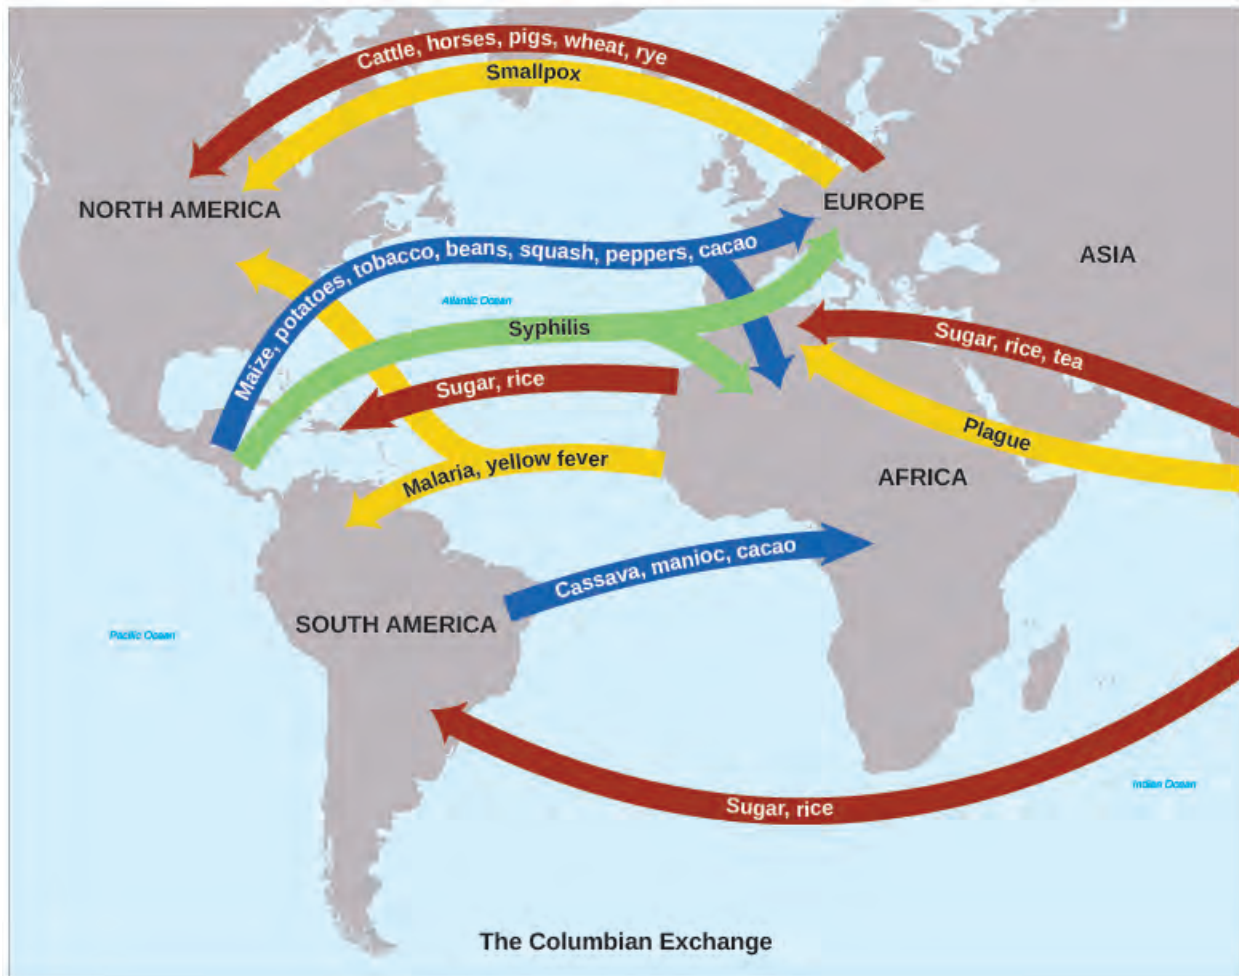 Cattle, horses, pigs, wheat, rye
Smallpox
NORTH AMERICA
EUROPE
ASIA
Maize, potatoes, tobacco, beans, squash, peppers, cacao
Atlantic Ocean
Syphilis
Sugar, rice, tea
Sugar, rice
Plague
Malaria, yellow fever
AFRICA
Cassava, manioc, cacao
SOUTH AMERICA
Pacific Ocean
Indian Ocean
Sugar, rice
The Columbian Exchange